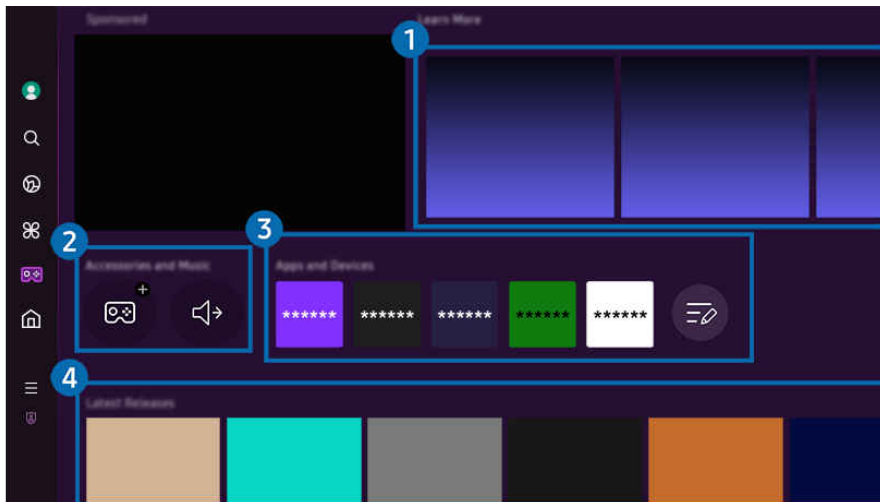 Sponsored
Learn More
1
2
3
Accessories and Music
Apps and Devices
****** ****** ****** ****** ******
4
Latest Releases